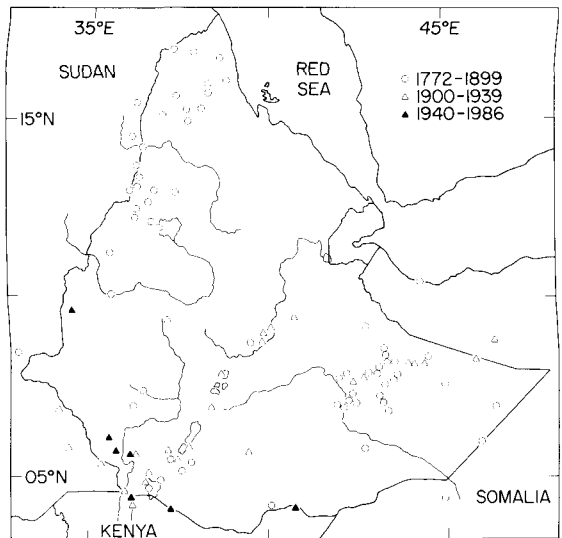 35°E 45°E
SUDAN
RED
SEA
1772-1899
1900-1939
1940-1986
15°N
05°N
SOMALIA
KENYA